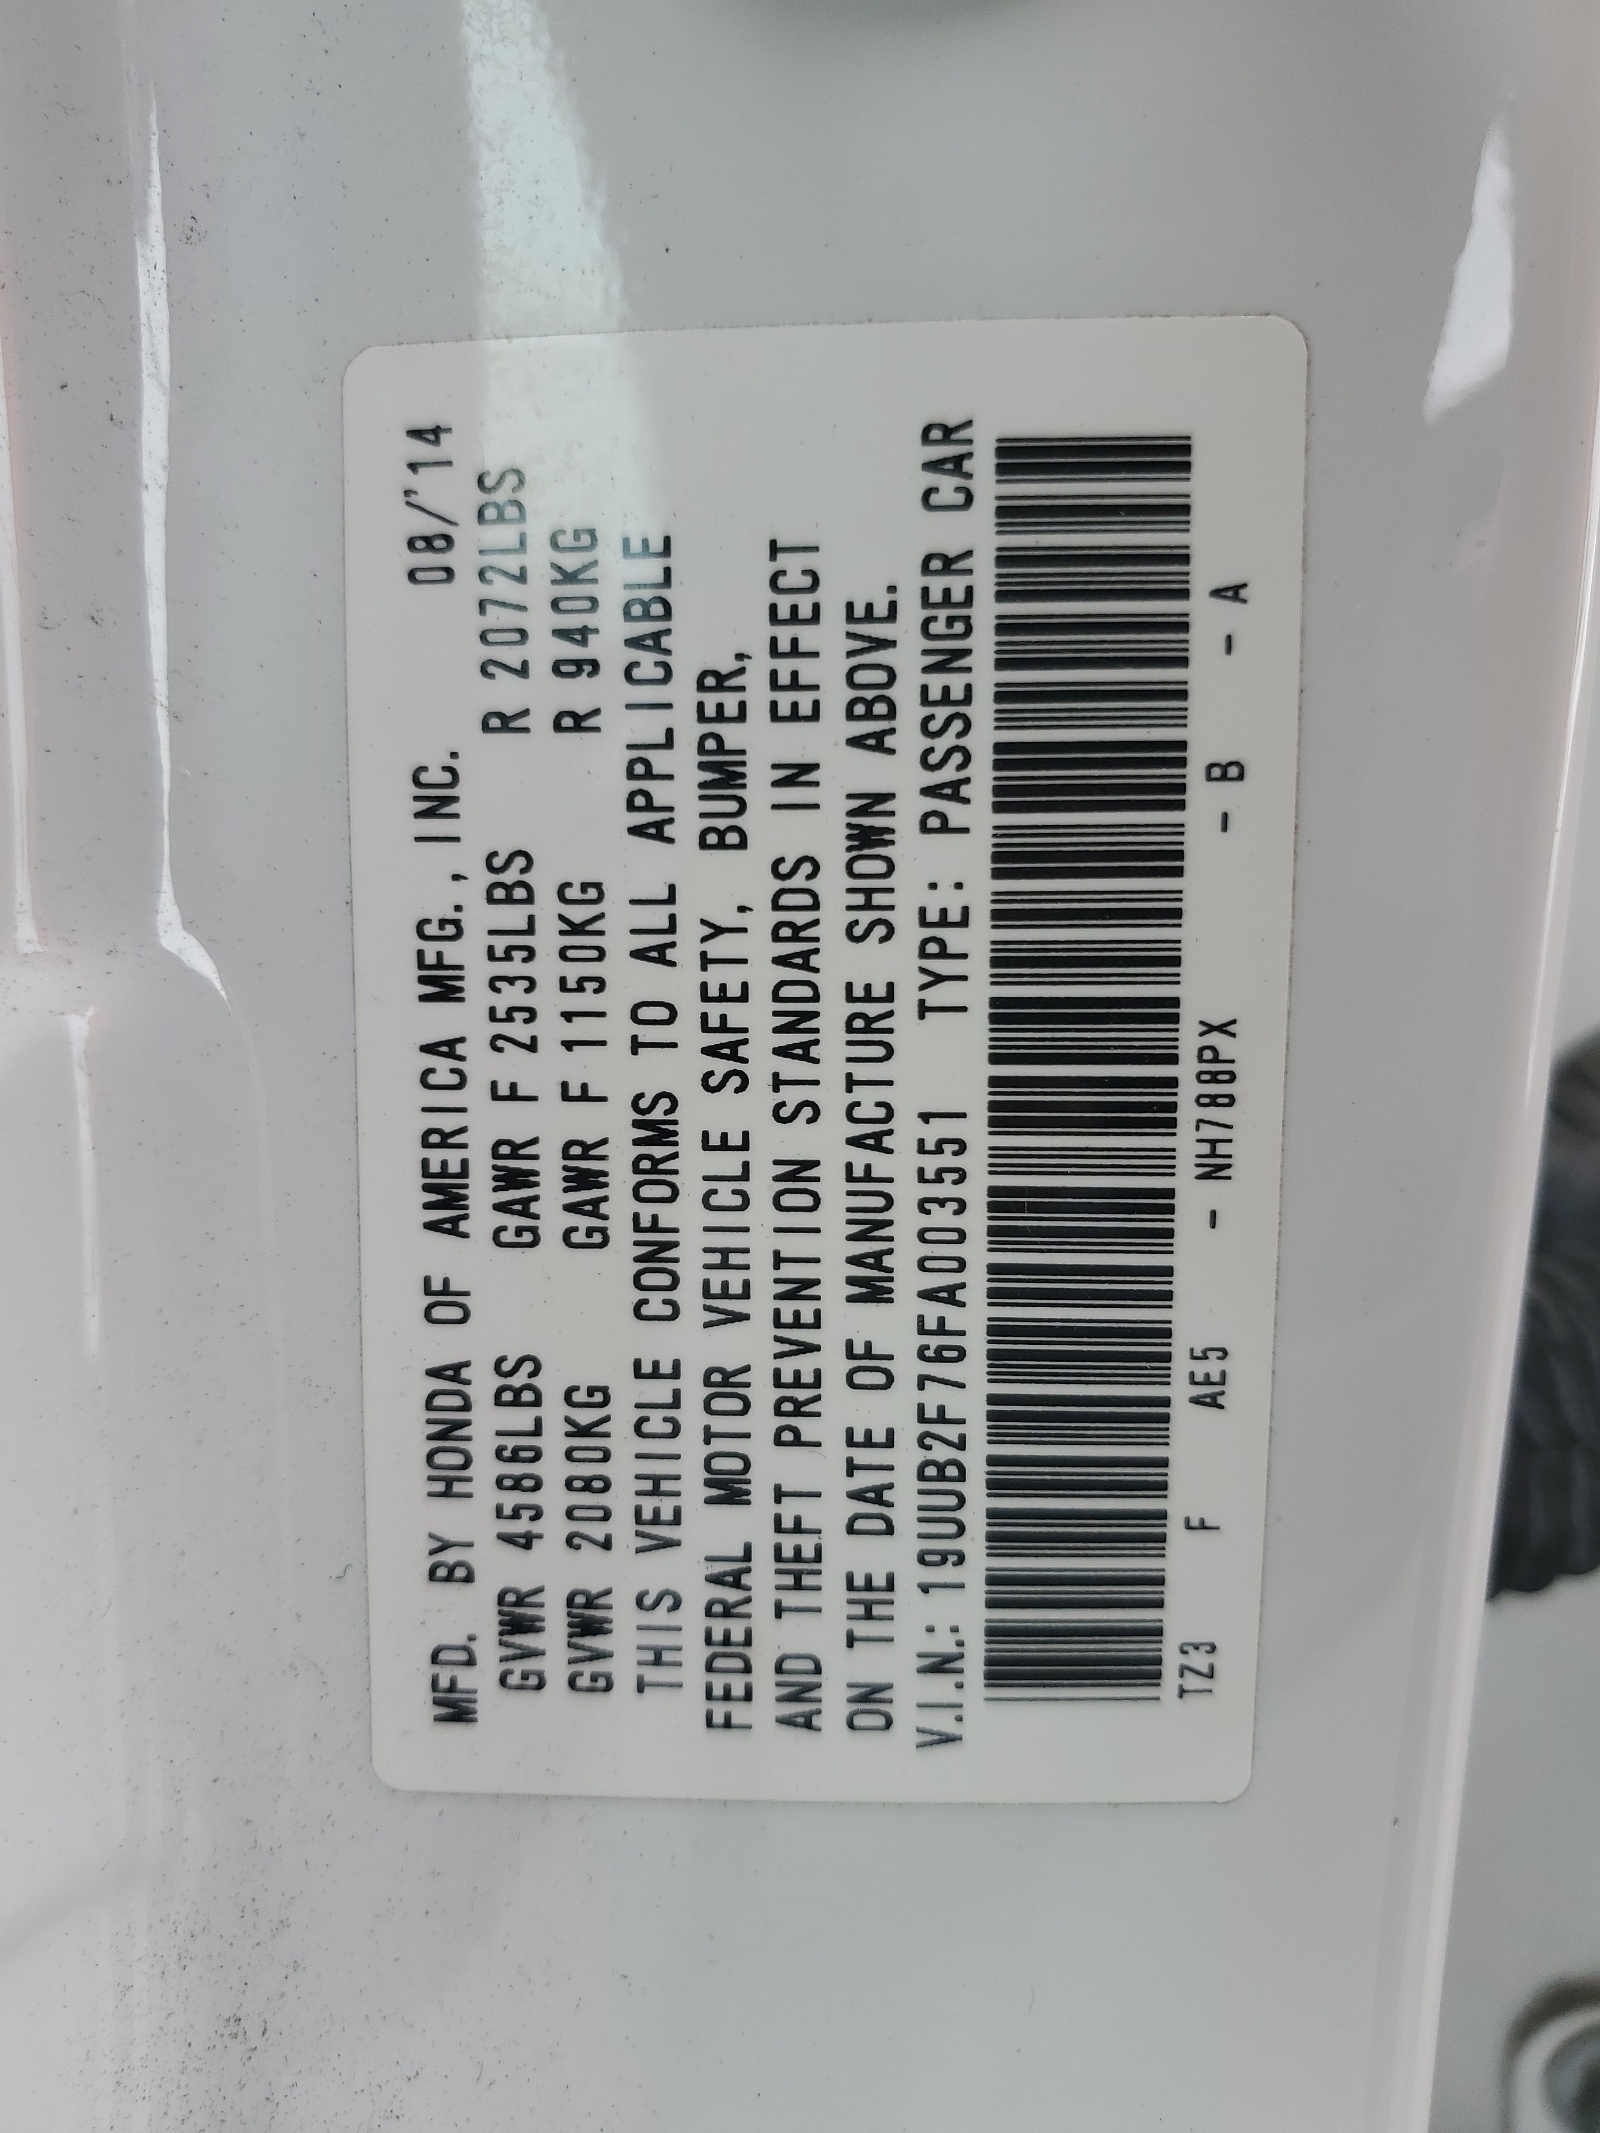 MFD. BY HONDA OF AMERICA MFG., INC. 08/'14
GVWR 4586LBS GAWR F 2535LBS R 2072LBS
GVWR 2080KG GAWR F 1150KG R 940KG
THIS VEHICLE CONFORMS TO ALL APPLICABLE
FEDERAL MOTOR VEHICLE SAFETY, BUMPER,
AND THEFT PREVENTION STANDARDS IN EFFECT
ON THE DATE OF MANUFACTURE SHOWN ABOVE.
V.I.N.: 19UUB2F76FA003551 TYPE: PASSENGER CAR
TZ3 F AE5 - NH788PX - B - A